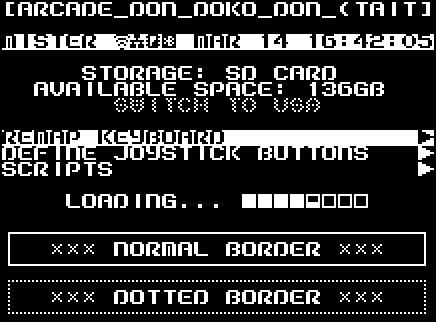 [ARCADE_DON_DOKO_DON_(TAIT]
MISTER MAR 14 16:42:05
STORAGE: SD CARD
AVAILABLE SPACE: 136GB
SWITCH TO USB
REMAP KEYBOARD ►
DEFINE JOYSTICK BUTTONS ►
SCRIPTS ►
LOADING...
××× NORMAL BORDER ×××
××× DOTTED BORDER ×××